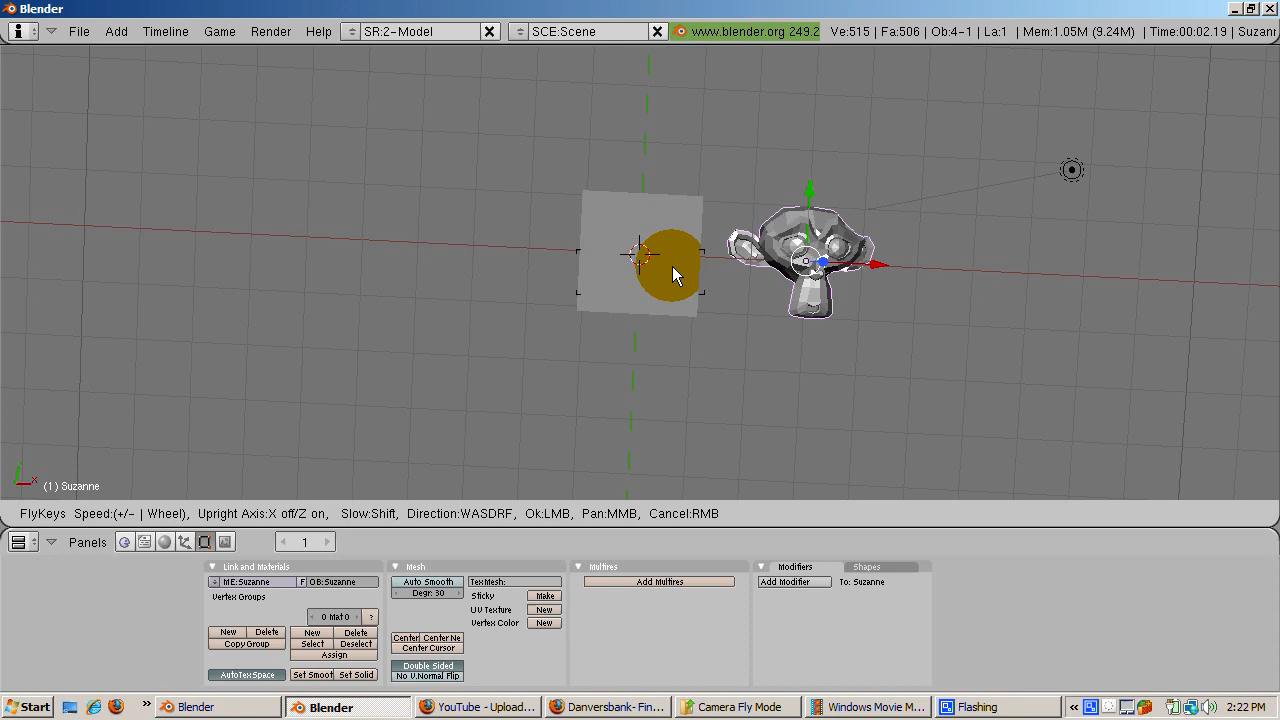 Blender
File Add Timeline Game Render Help SR:2-Model SCE:Scene www.blender.org 249.2 Ve:515 | Fa:506 | Ob:4-1 | La:1 | Mem:1.05M (9.24M) | Time:00:02.19 | Suzan
x
(1) Suzanne
FlyKeys Speed:(+/- | Wheel), Upright Axis:X off/Z on, Slow:Shift, Direction:WASDRF, Ok:LMB, Pan:MMB, Cancel:RMB
Panels 1
Link and Materials Mesh Multires Modifiers Shapes
ME:Suzanne F OB:Suzanne Auto Smooth TexMesh: Add Multires Add Modifier To: Suzanne
Vertex Groups Degr: 30 Sticky Make
UV Texture New
0 Mat 0 ? Vertex Color New
New Delete New Delete Center Center Ne
Copy Group Select Deselect Center Cursor
Assign
Double Sided
AutoTexSpace Set Smoot Set Solid No V.Normal Flip
Start Blender Blender YouTube - Upload... Danversbank- Fin... Camera Fly Mode Windows Movie M... Flashing 2:22 PM